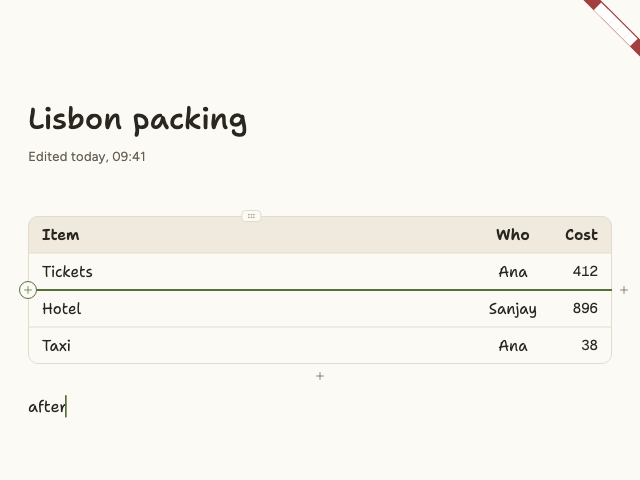 Lisbon packing
Edited today, 09:41
Item Who Cost
Tickets Ana 412
Hotel Sanjay 896
Taxi Ana 38
after